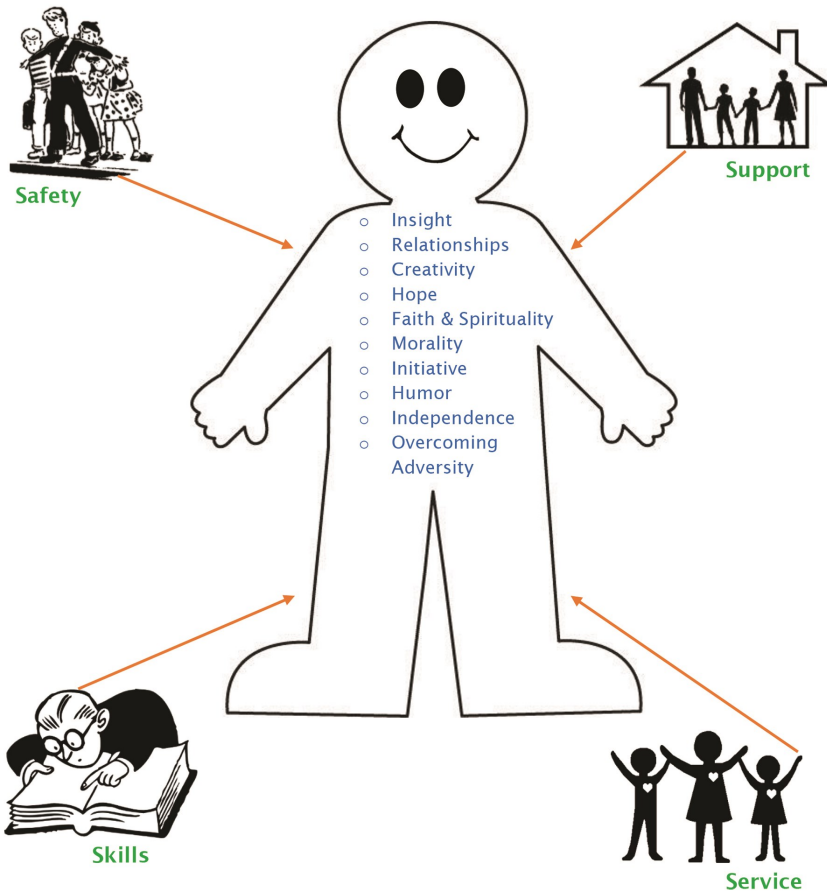 Safety
Support
o Insight
o Relationships
o Creativity
o Hope
o Faith & Spirituality
o Morality
o Initiative
o Humor
o Independence
o Overcoming
Adversity
Skills
Service